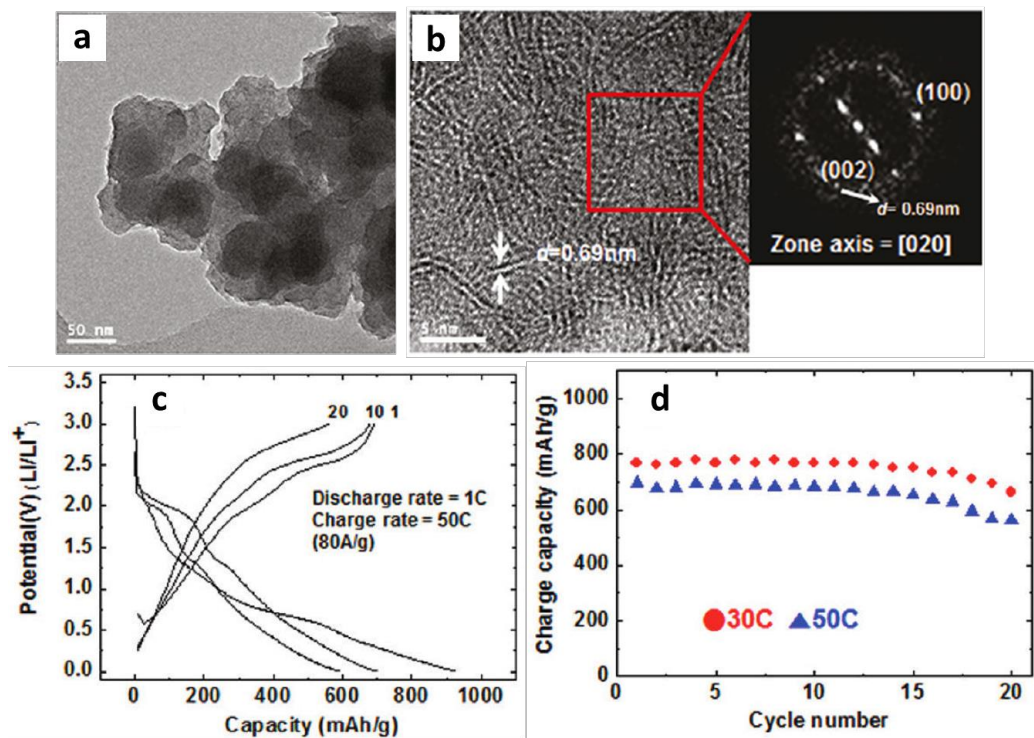 a
50 nm
b
d=0.69nm
5 nm
(100)
(002)
d= 0.69nm
Zone axis = [020]
c
3.5
3.0
2.5
2.0
1.5
1.0
0.5
0.0
Potential(V) (LI/LI+)
20 10 1
Discharge rate = 1C
Charge rate = 50C
(80A/g)
0 200 400 600 800 1000
Capacity (mAh/g)
d
1000
800
600
400
200
0
Charge capacity (mAh/g)
30C 50C
0 5 10 15 20
Cycle number